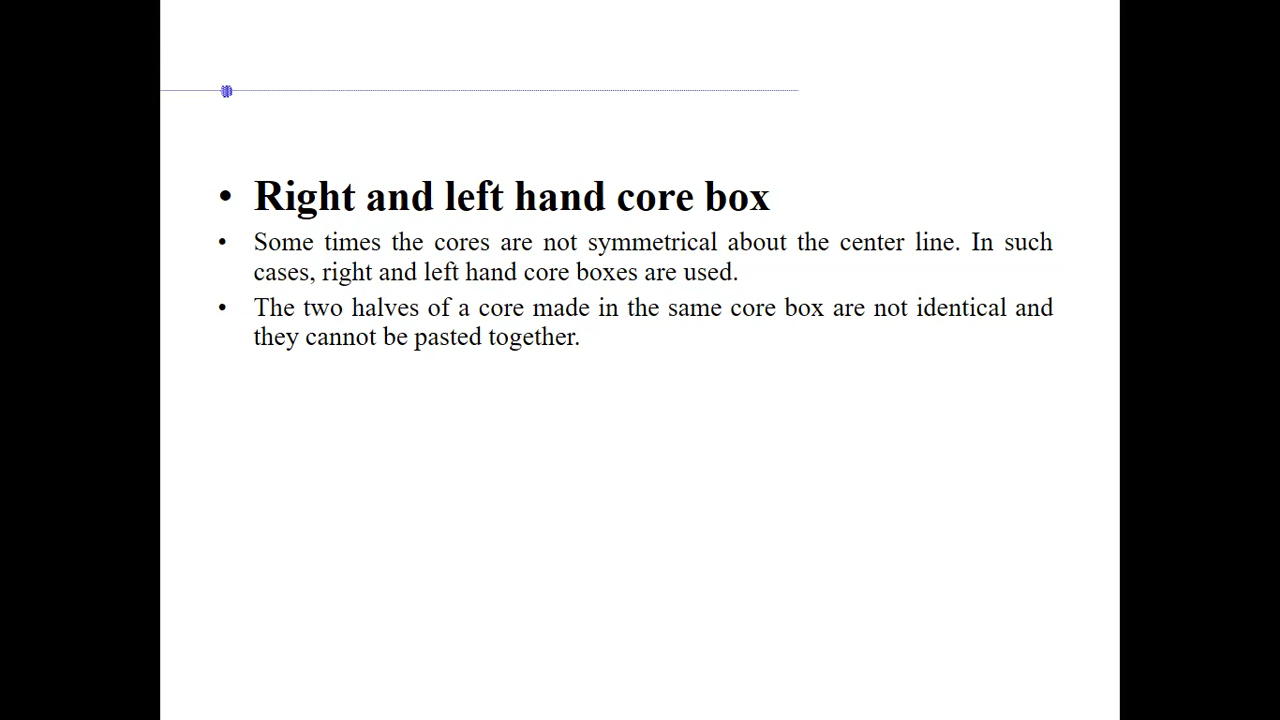 • Right and left hand core box
• Some times the cores are not symmetrical about the center line. In such
cases, right and left hand core boxes are used.
• The two halves of a core made in the same core box are not identical and
they cannot be pasted together.